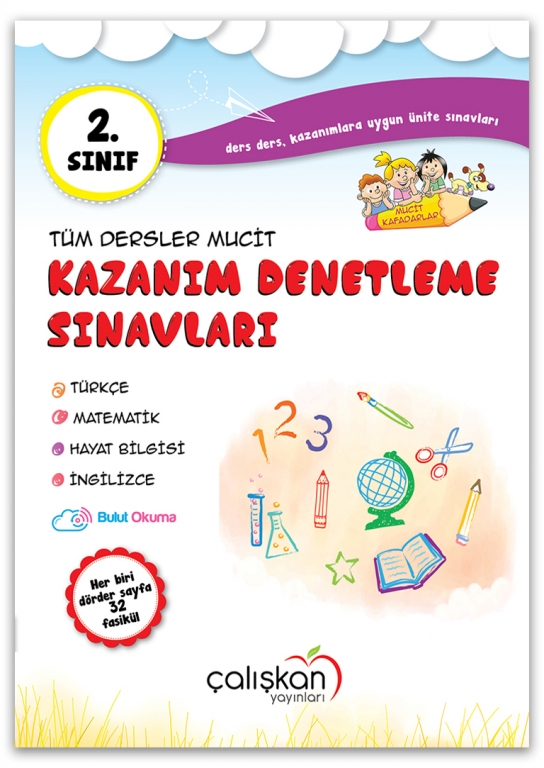 2.
SINIF
ders ders, kazanımlara uygun ünite sınavları
MUCİT
KAFADARLAR
TÜM DERSLER MUCİT
KAZANIM DENETLEME
SINAVLARI
TÜRKÇE
MATEMATİK
HAYAT BİLGİSİ
İNGİLİZCE
Bulut Okuma
123
Her biri
dörder sayfa
32
fasikül
çalışkan
yayınları